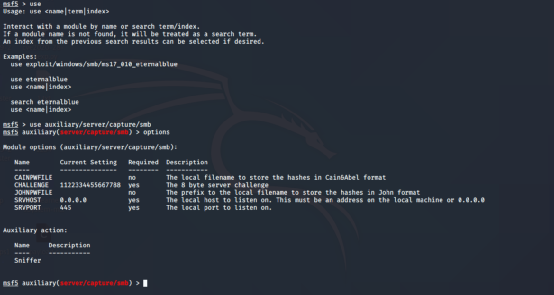 msf5 > use
Usage: use <name|term|index>
Interact with a module by name or search term/index.
If a module name is not found, it will be treated as a search term.
An index from the previous search results can be selected if desired.
Examples:
use exploit/windows/smb/ms17_010_eternalblue
use eternalblue
use <name|index>
search eternalblue
use <name|index>
msf5 > use auxiliary/server/capture/smb
msf5 auxiliary(server/capture/smb) > options
Module options (auxiliary/server/capture/smb):
Name Current Setting Required Description
---- --------------- -------- -----------
CAINPWFILE no The local filename to store the hashes in Cain&Abel format
CHALLENGE 1122334455667788 yes The 8 byte server challenge
JOHNPWFILE no The prefix to the local filename to store the hashes in John format
SRVHOST 0.0.0.0 yes The local host to listen on. This must be an address on the local machine or 0.0.0.0
SRVPORT 445 yes The local port to listen on.
Auxiliary action:
Name Description
---- -----------
Sniffer
msf5 auxiliary(server/capture/smb) >